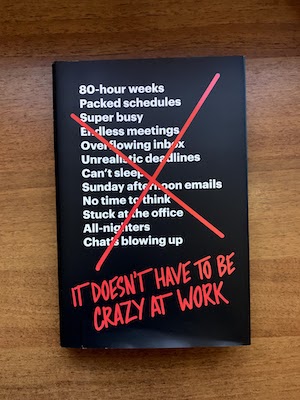 80-hour weeks
Packed schedules
Super busy
Endless meetings
Overflowing inbox
Unrealistic deadlines
Can't sleep
Sunday afternoon emails
No time to think
Stuck at the office
All-nighters
Chat's blowing up
IT DOESN'T HAVE TO BE
CRAZY AT WORK